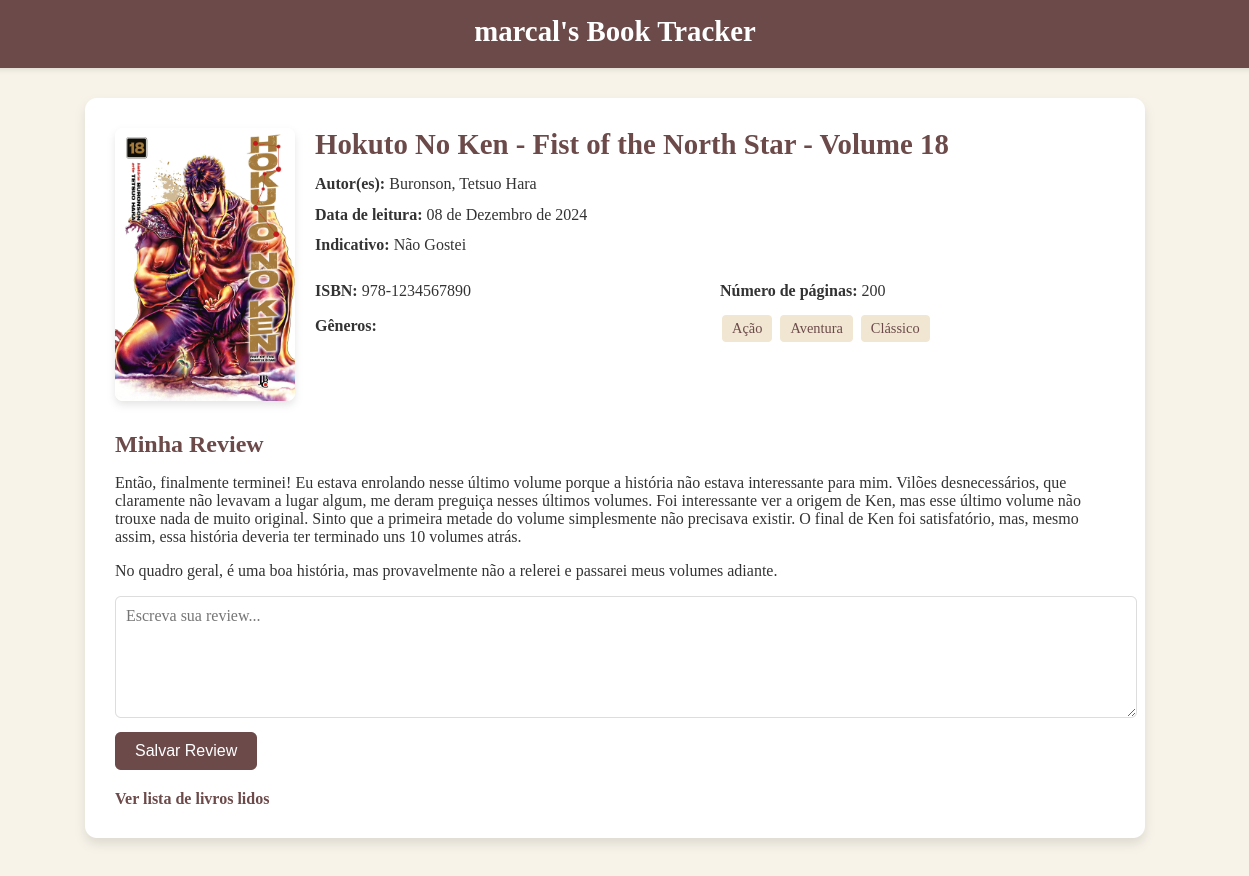 marcal's Book Tracker
18
HOKUTO NO KEN
BURONSON
TETSUO HARA
Hokuto No Ken - Fist of the North Star - Volume 18
Autor(es): Buronson, Tetsuo Hara
Data de leitura: 08 de Dezembro de 2024
Indicativo: Não Gostei
ISBN: 978-1234567890
Número de páginas: 200
Gêneros:
Ação Aventura Clássico
Minha Review
Então, finalmente terminei! Eu estava enrolando nesse último volume porque a história não estava interessante para mim. Vilões desnecessários, que
claramente não levavam a lugar algum, me deram preguiça nesses últimos volumes. Foi interessante ver a origem de Ken, mas esse último volume não
trouxe nada de muito original. Sinto que a primeira metade do volume simplesmente não precisava existir. O final de Ken foi satisfatório, mas, mesmo
assim, essa história deveria ter terminado uns 10 volumes atrás.
No quadro geral, é uma boa história, mas provavelmente não a relerei e passarei meus volumes adiante.
Escreva sua review...
Salvar Review
Ver lista de livros lidos